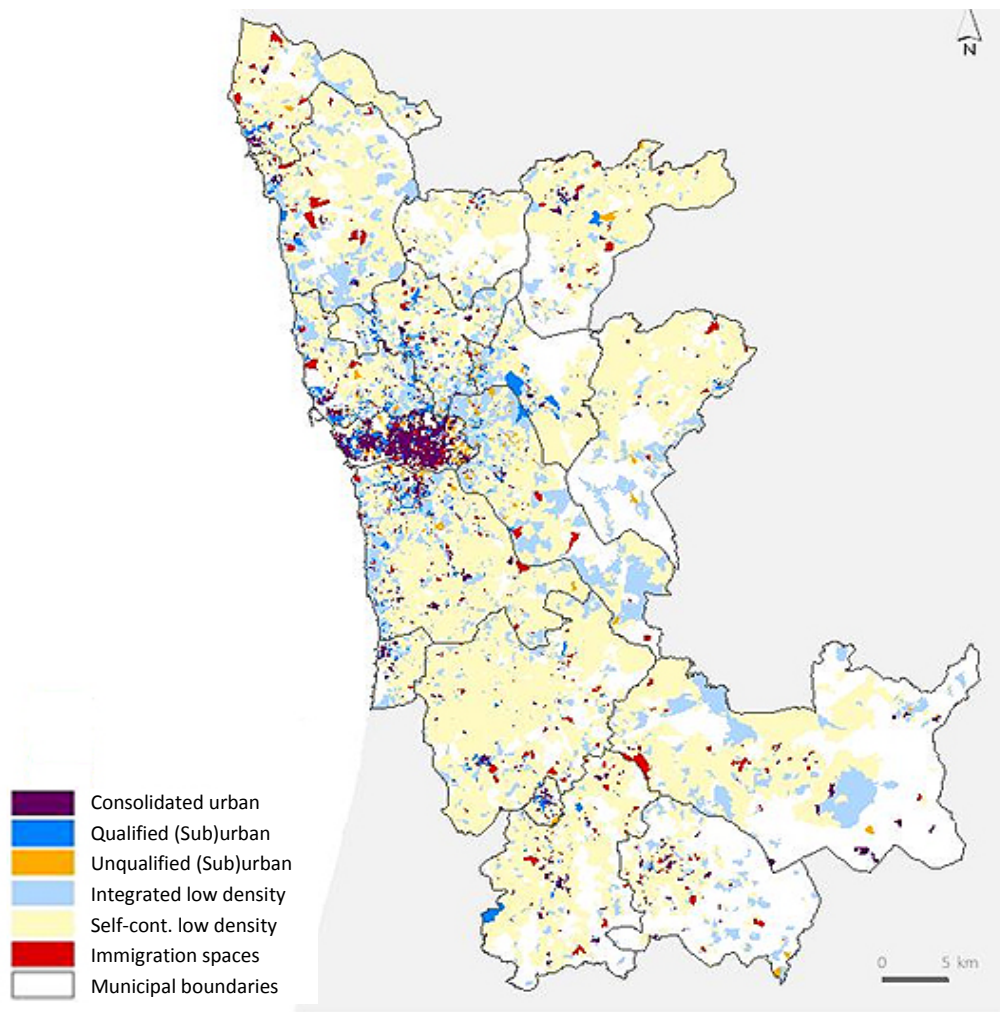 N
Consolidated urban
Qualified (Sub)urban
Unqualified (Sub)urban
Integrated low density
Self-cont. low density
Immigration spaces
Municipal boundaries
0 5 km